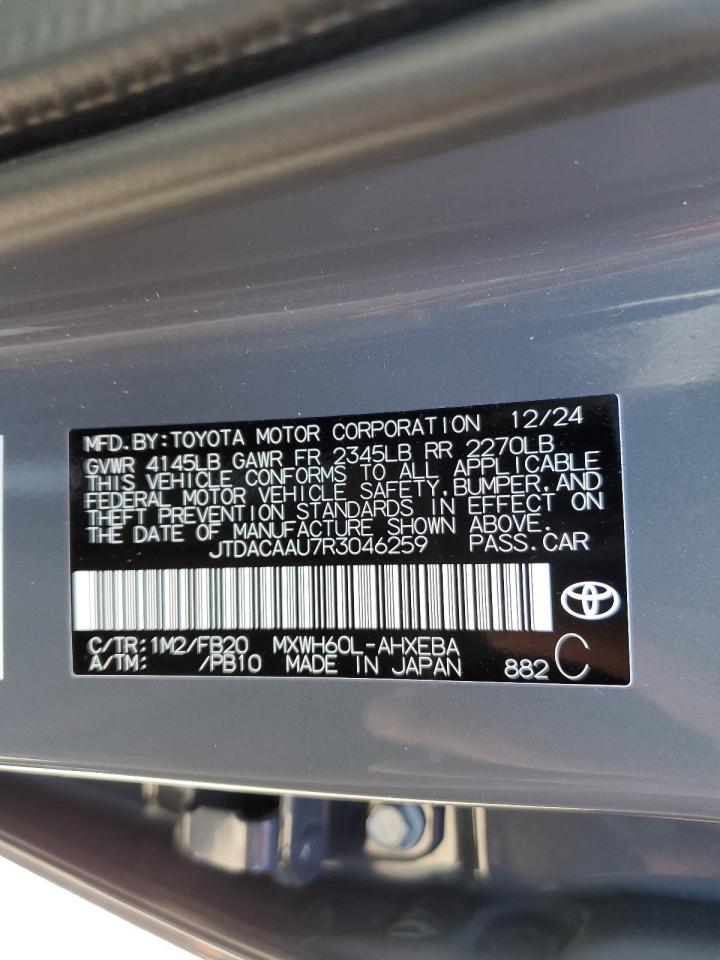 MFD.BY:TOYOTA MOTOR CORPORATION 12/24
GVWR 4145LB GAWR FR 2345LB RR 2270LB
THIS VEHICLE CONFORMS TO ALL APPLICABLE
FEDERAL MOTOR VEHICLE SAFETY,BUMPER,AND
THEFT PREVENTION STANDARDS IN EFFECT ON
THE DATE OF MANUFACTURE SHOWN ABOVE.
JTDACAAU7R3046259 PASS.CAR
C/TR:1M2/FB20 MXWH60L-AHXEBA
A/TM: /PB10 MADE IN JAPAN 882 C